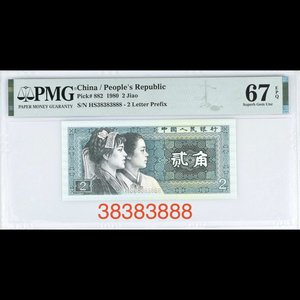 PMG
PAPER MONEY GUARANTY
China / People's Republic
Pick# 882 1980 2 Jiao
S/N HS38383888 - 2 Letter Prefix
67 EPQ
Superb Gem Unc
中国人民银行
贰角
2 2
38383888